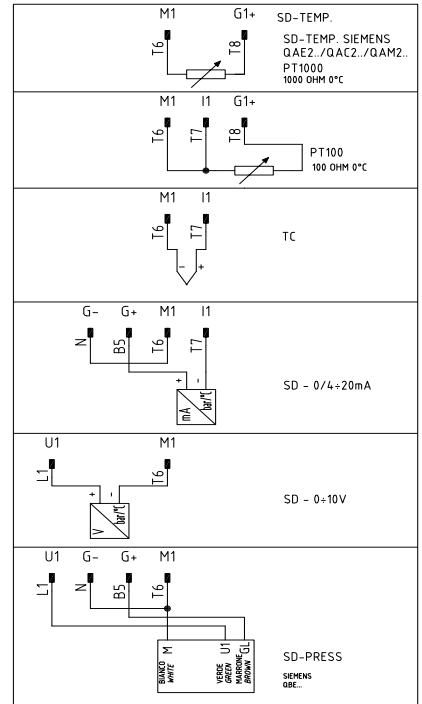 M1 G1+ SD-TEMP.
T6 T8
SD-TEMP. SIEMENS
QAE2../QAC2../QAM2..
PT1000
1000 OHM 0°C
M1 I1 G1+
T6 T7 T8
PT100
100 OHM 0°C
M1 I1
T6 T7
- +
TC
G- G+ M1 I1
N B5 T6 T7
+ -
mA bar/°C
SD - 0/4÷20mA
U1 M1
L1 T6
+ -
V bar/°C
SD - 0÷10V
U1 G- G+ M1
L1 N B5 T6
M U1 GL
BIANCO
WHITE
VERDE
GREEN
MARRONE
BROWN
SD-PRESS
SIEMENS
QBE...